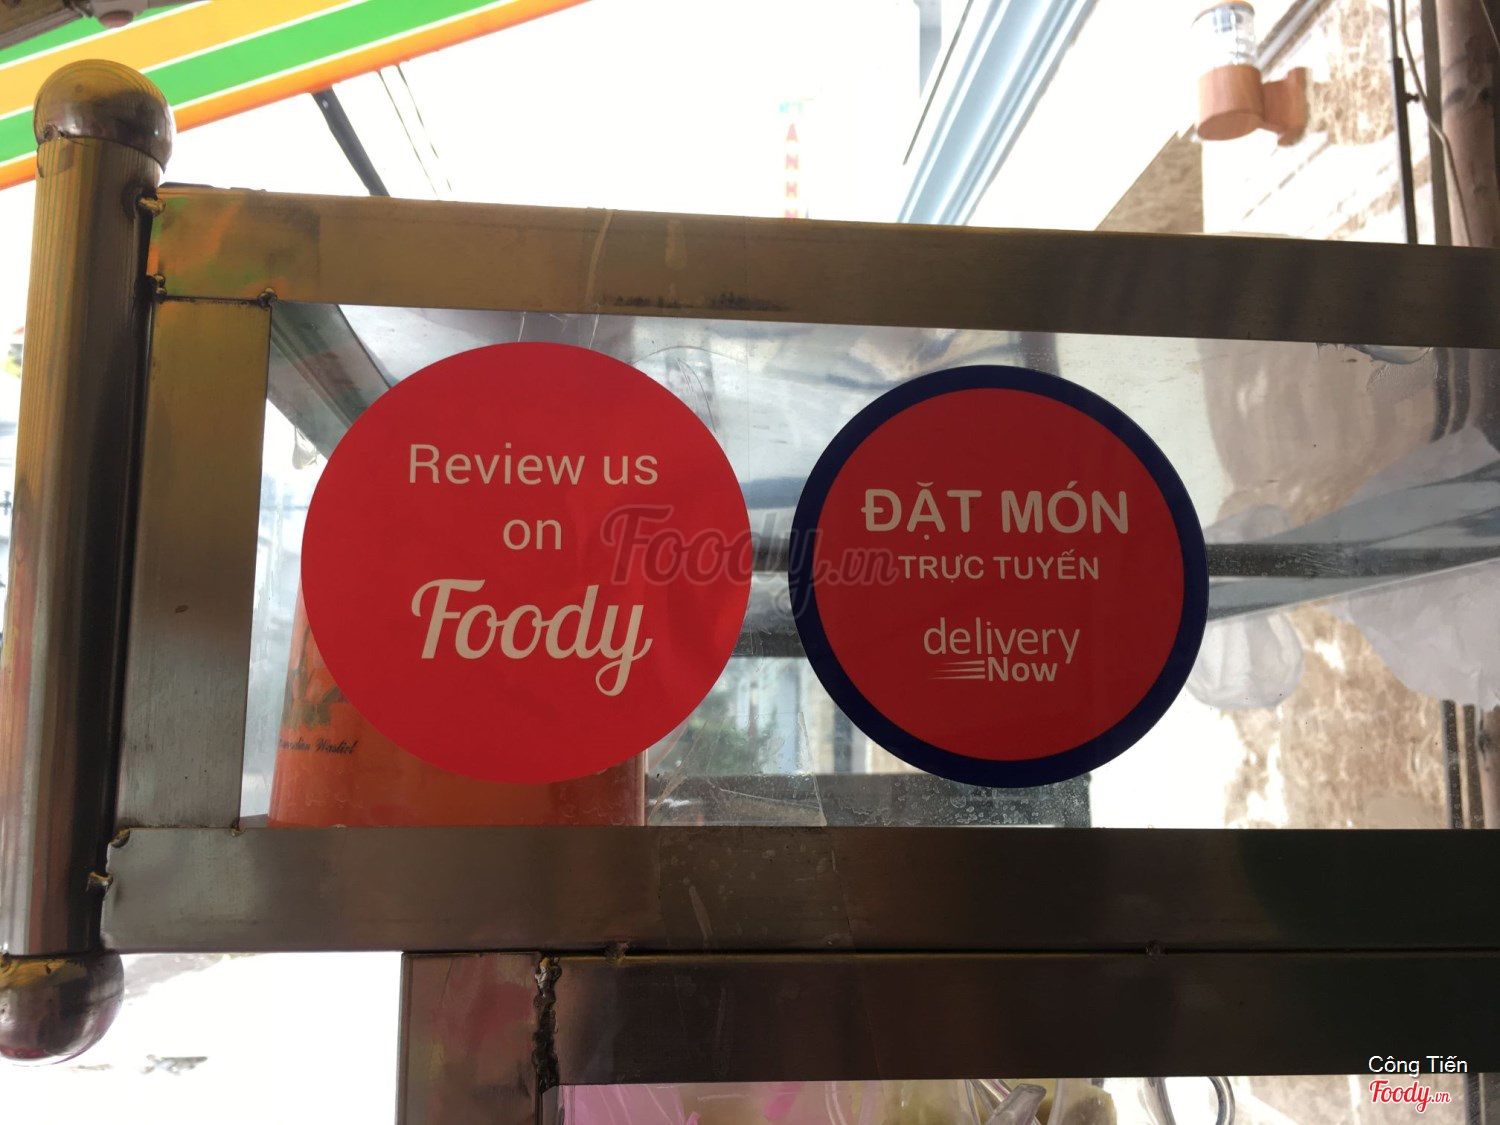 Review us
on
Foody
ĐẶT MÓN
TRỰC TUYẾN
delivery
Now
Foody.vn
Công Tiến
Foody.vn